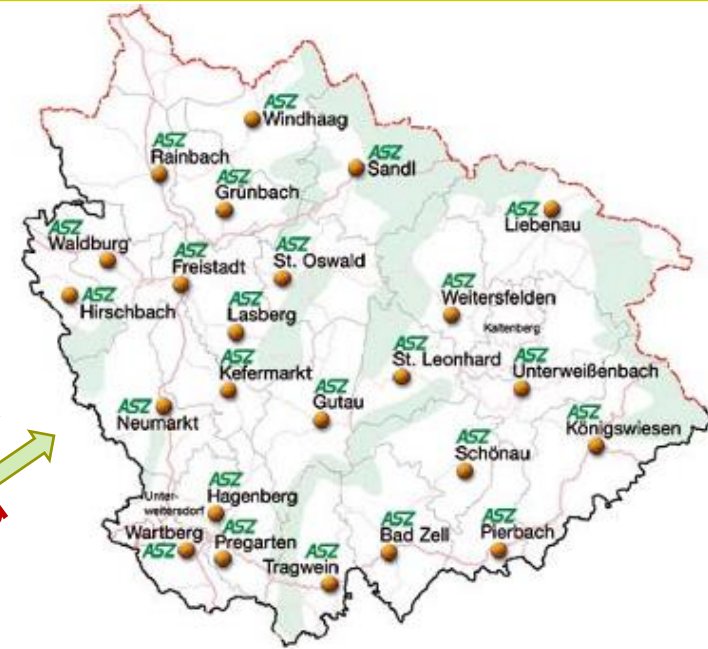 ASZ
Windhaag
ASZ
Rainbach
ASZ
Sandl
ASZ
Grünbach
ASZ
Liebenau
ASZ
Waldburg
ASZ
Freistadt
ASZ
St. Oswald
ASZ
Hirschbach
ASZ
Weitersfelden
ASZ
Lasberg
Kaltenberg
ASZ
St. Leonhard
ASZ
Unterweißenbach
ASZ
Kefermarkt
ASZ
Gutau
ASZ
Neumarkt
ASZ
Königswiesen
ASZ
Schönau
ASZ
Hagenberg
Unter-
weitersdorf
Wartberg
ASZ
ASZ
Pregarten
ASZ
Tragwein
ASZ
Bad Zell
ASZ
Pierbach